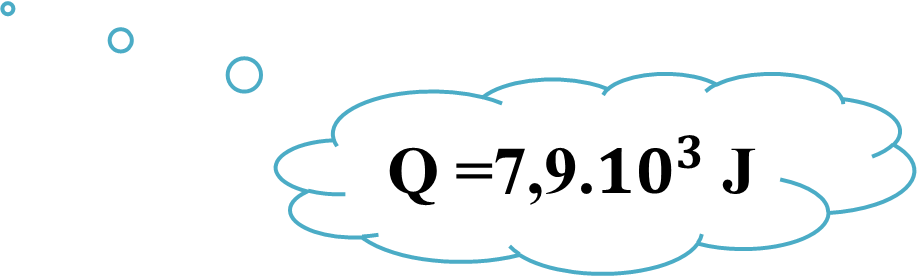 Q =7,9.10³ J